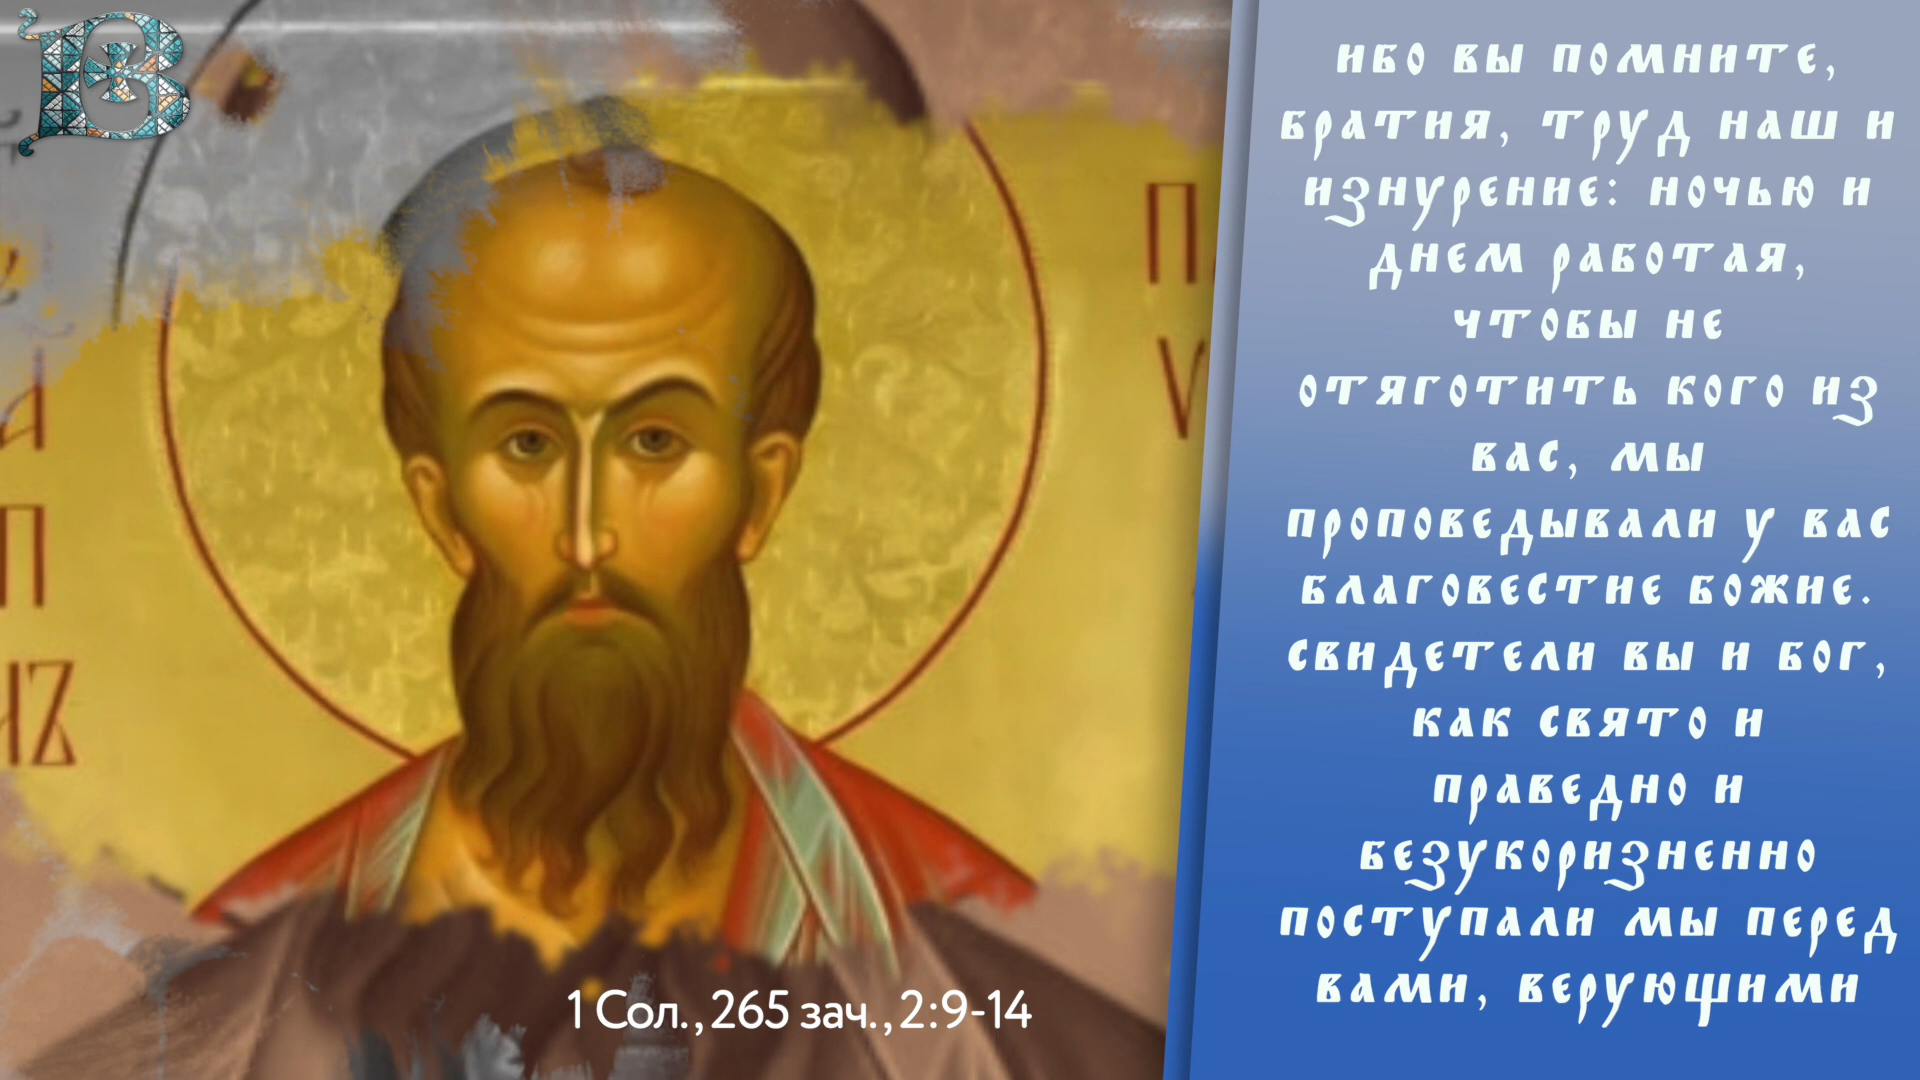 В
А
П
П
У
ибо вы помните,
братия, труд наш и
изнурение: ночью и
днем работая,
чтобы не
отяготить кого из
вас, мы
проповедывали у вас
благовестие божие.
свидетели вы и бог,
как свято и
праведно и
безукоризненно
поступали мы перед
вами, верующими
1 Сол., 265 зач., 2:9-14